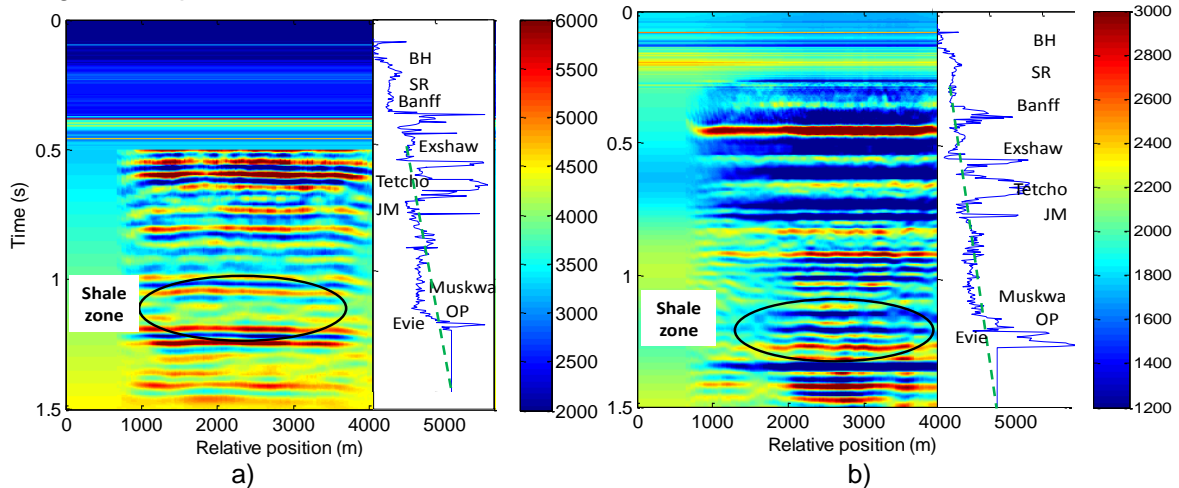 0
0.5
1
1.5
Time (s)
Shale
zone
BH
SR
Banff
Exshaw
Tetcho
JM
Muskwa
OP
Evie
0 1000 2000 3000 4000 5000
Relative position (m)
6000
5500
5000
4500
4000
3500
3000
2500
2000
a)
0
0.5
1
1.5
Shale
zone
BH
SR
Banff
Exshaw
Tetcho
JM
Muskwa
OP
Evie
0 1000 2000 3000 4000 5000
Relative position (m)
3000
2800
2600
2400
2200
2000
1800
1600
1400
1200
b)